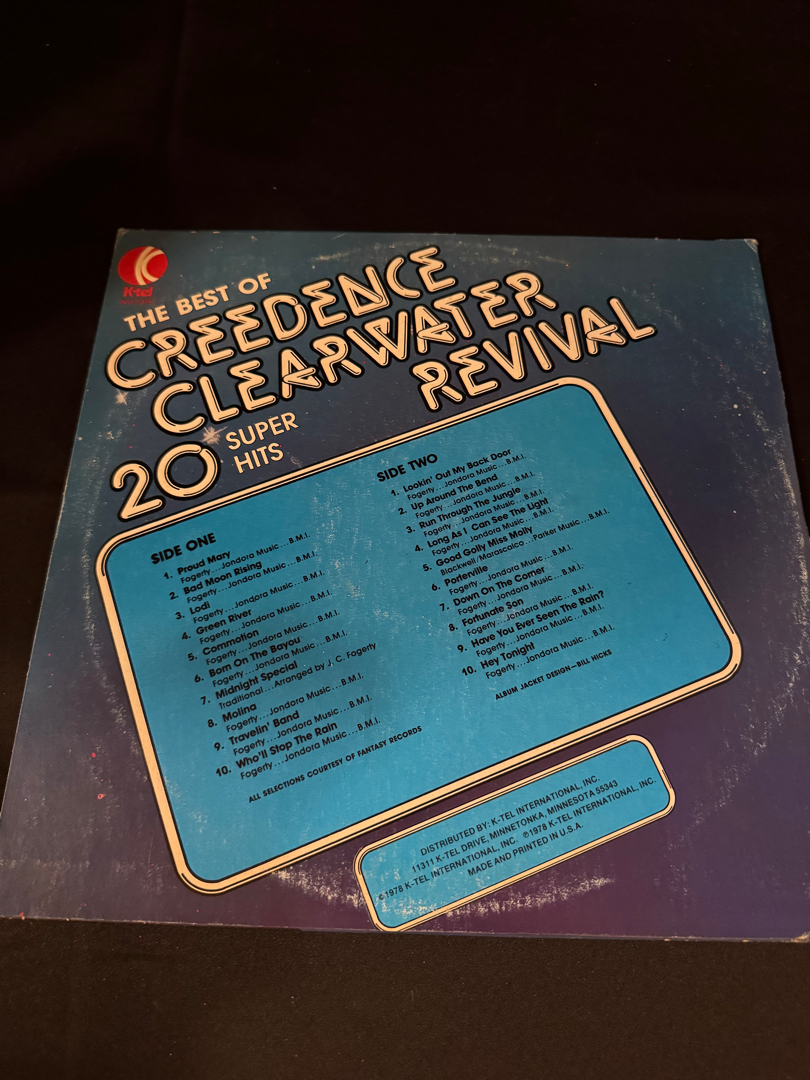 K-tel
MUSIC
THE BEST OF
CREEDENCE
CLEARWATER
REVIVAL
20 SUPER
HITS
SIDE ONE
1. Proud Mary
Fogerty...Jondora Music...B.M.I.
2. Bad Moon Rising
Fogerty...Jondora Music...B.M.I.
3. Lodi
Fogerty...Jondora Music...B.M.I.
4. Green River
Fogerty...Jondora Music...B.M.I.
5. Commotion
Fogerty...Jondora Music...B.M.I.
6. Born On The Bayou
Fogerty...Jondora Music...B.M.I.
7. Midnight Special
Traditional...Arranged by J. C. Fogerty
8. Molina
Fogerty...Jondora Music...B.M.I.
9. Travelin' Band
Fogerty...Jondora Music...B.M.I.
10. Who'll Stop The Rain
Fogerty...Jondora Music...B.M.I.
ALL SELECTIONS COURTESY OF FANTASY RECORDS
SIDE TWO
1. Lookin' Out My Back Door
Fogerty...Jondora Music...B.M.I.
2. Up Around The Bend
Fogerty...Jondora Music...B.M.I.
3. Run Through The Jungle
Fogerty...Jondora Music...B.M.I.
4. Long As I Can See The Light
Fogerty...Jondora Music...B.M.I.
5. Good Golly Miss Molly
Blackwell/Marascalco...Parker Music...B.M.I.
6. Porterville
Fogerty...Jondora Music...B.M.I.
7. Down On The Corner
Fogerty...Jondora Music...B.M.I.
8. Fortunate Son
Fogerty...Jondora Music...B.M.I.
9. Have You Ever Seen The Rain?
Fogerty...Jondora Music...B.M.I.
10. Hey Tonight
Fogerty...Jondora Music...B.M.I.
ALBUM JACKET DESIGN—BILL HICKS
DISTRIBUTED BY: K-TEL INTERNATIONAL, INC.
11311 K-TEL DRIVE, MINNETONKA, MINNESOTA 55343
©1978 K-TEL INTERNATIONAL, INC. ℗1978 K-TEL INTERNATIONAL, INC.
MADE AND PRINTED IN U.S.A.